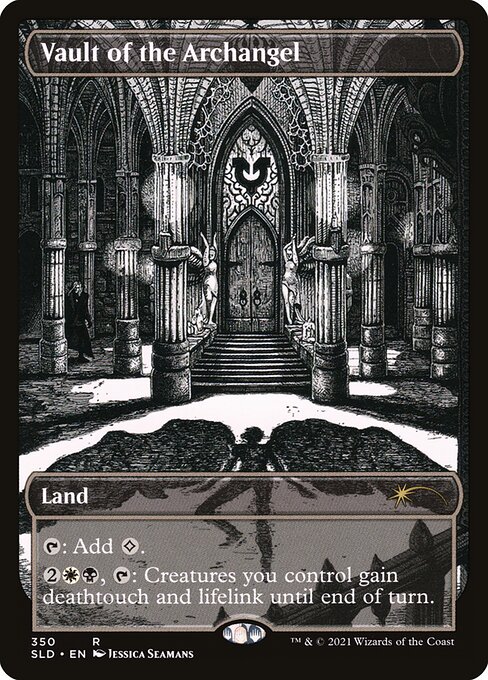 Vault of the Archangel
Land
: Add .
2, : Creatures you control gain
deathtouch and lifelink until end of turn.
350 R
SLD • EN Jessica Seamans
™ & © 2021 Wizards of the Coast